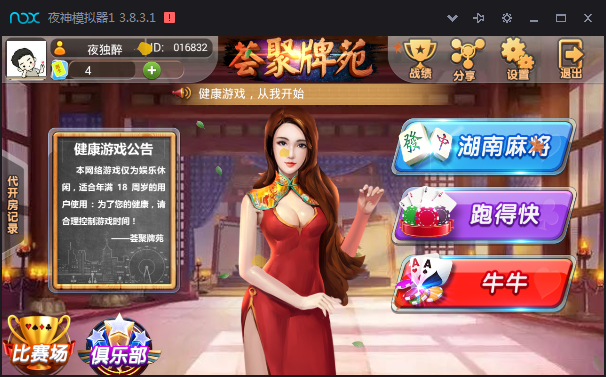 nox 夜神模拟器1 3.8.3.1
夜独醉 ID: 016832
4
荟聚牌苑
战绩 分享 设置 退出
健康游戏，从我开始
健康游戏公告
本网络游戏仅为娱乐休
闲，适合年满 18 周岁的用
户使用：为了您的健康，请
合理控制游戏时间！
——荟聚牌苑
代开房记录
發 中 湖南麻将
跑得快
A A 牛牛
比赛场 俱乐部